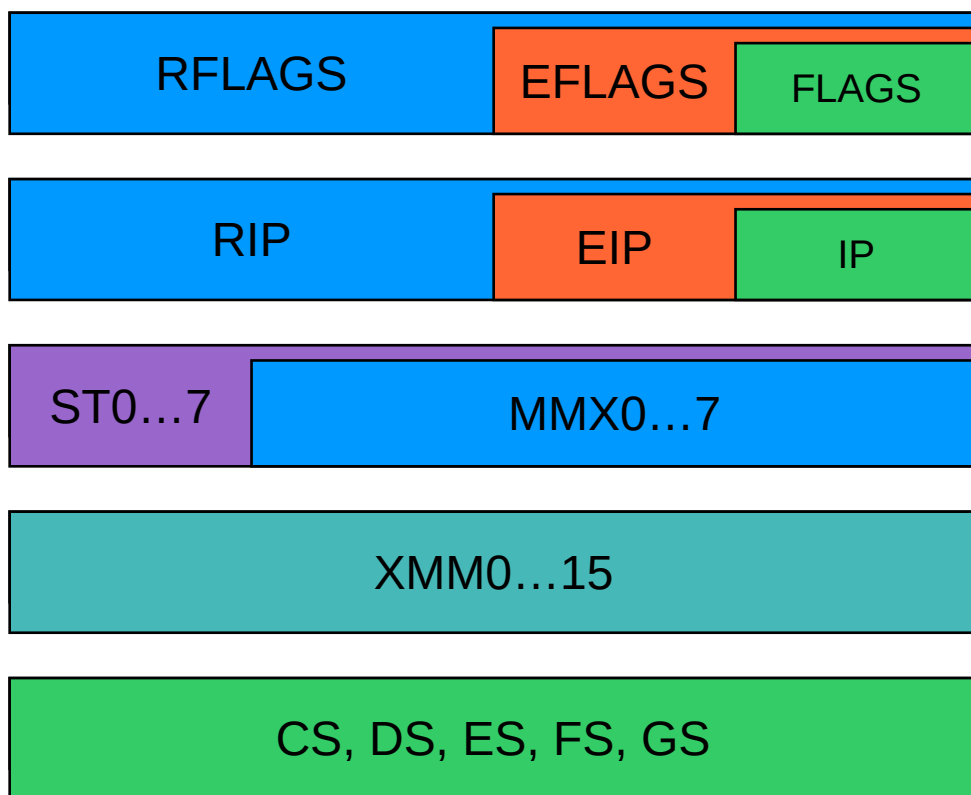 RFLAGS EFLAGS FLAGS
RIP EIP IP
ST0…7 MMX0…7
XMM0…15
CS, DS, ES, FS, GS